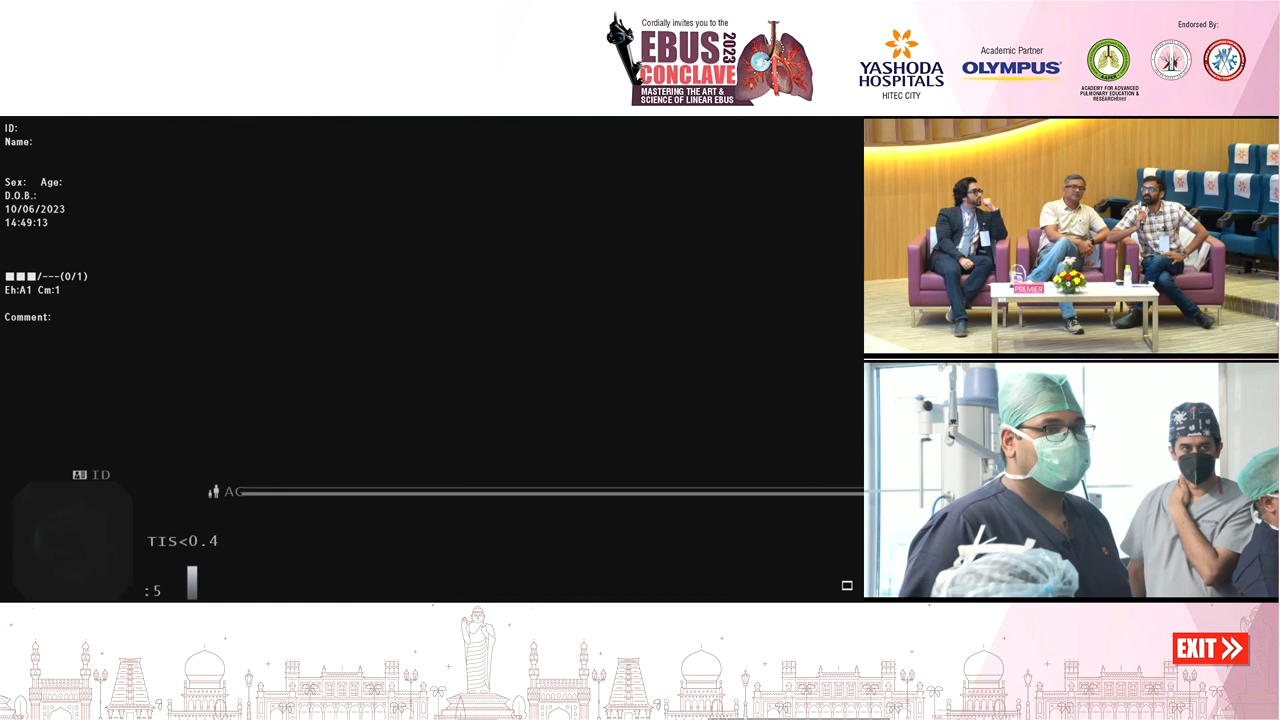 Cordially invites you to the
EBUS
CONCLAVE
2023
MASTERING THE ART &
SCIENCE OF LINEAR EBUS
YASHODA
HOSPITALS
HITEC CITY
Academic Partner
OLYMPUS
Endorsed By:
ACADEMY FOR ADVANCED
PULMONARY EDUCATION &
ID:
Name:
Sex: Age:
D.O.B.:
10/06/2023
14:49:13
■■■/---(0/1)
Eh:A1 Cm:1
Comment:
ID
AG
TIS<0.4
:5
PREMIER
EXIT